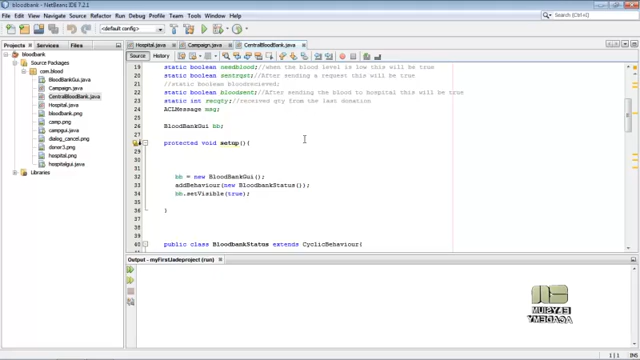 bloodbank - NetBeans IDE 7.2.1
File Edit View Navigate Source Refactor Run Debug Profile Team Tools Window Help
Search (Ctrl+I)
<default config>
Projects Services Files
Hospital.java Campaign.java CentralBloodBank.java
Source History
bloodbank
Source Packages
com.blood
BloodBankGui.java
Campaign.java
CentralBloodBank.java
Hospital.java
bloodbank.png
camp.png
campgui.java
dialog_cancel.png
donor3.png
hospital.png
hospitalgui.java
Libraries
19 static boolean needblood;//when the blood level is low this will be true
20 static boolean sentrqst;//After sending a request this will be true
21 //static boolean bloodrecieved;
22 static boolean bloodsent;//After sending the blood to hospital this will be true
23 static int recqty;//received qty from the last donation
24 ACLMessage msg;
25
26 BloodBankGui bb;
27
protected void setup(){
29
30
31
32 bb = new BloodBankGui();
33 addBehaviour(new BloodbankStatus());
34 bb.setVisible(true);
35
36 }
37
38
39
40 public class BloodbankStatus extends CyclicBehaviour{
Output - myFirstJadeproject (run)
ELYSIUM
ACADEMY
1|1 INS